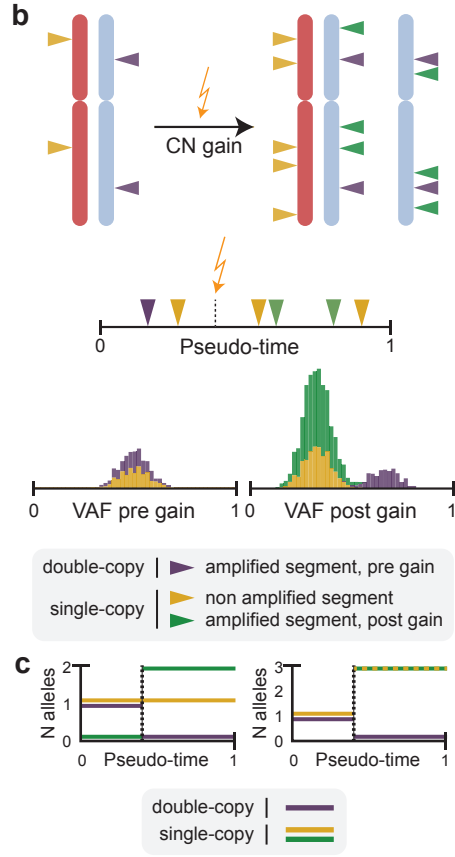 b
CN gain
0 Pseudo-time 1
0 VAF pre gain 1 0 VAF post gain 1
double-copy amplified segment, pre gain
single-copy non amplified segment
amplified segment, post gain
c
N alleles 2 1 0
0 Pseudo-time 1
N alleles 3 2 1 0
0 Pseudo-time 1
double-copy
single-copy